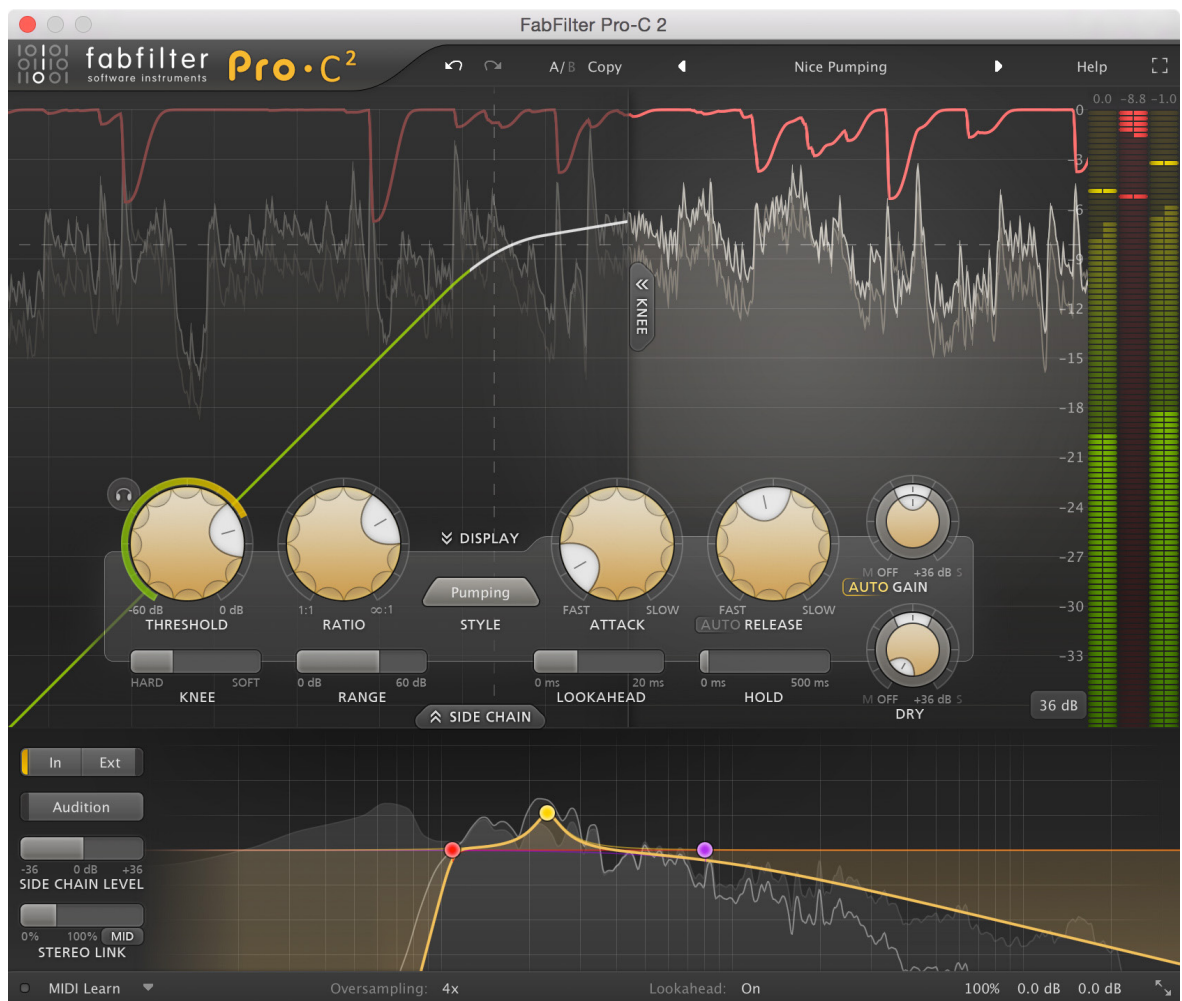 FabFilter Pro-C 2
fabfilter
software instruments
Pro·C²
A/B Copy
Nice Pumping
Help
0.0 -8.8 -1.0
0
-3
-6
-9
-12
-15
-18
-21
-24
-27
-30
-33
KNEE
DISPLAY
-60 dB 0 dB
THRESHOLD
1:1 ∞:1
RATIO
Pumping
STYLE
FAST SLOW
ATTACK
FAST SLOW
AUTO RELEASE
M OFF +36 dB S
AUTO GAIN
HARD SOFT
KNEE
0 dB 60 dB
RANGE
0 ms 20 ms
LOOKAHEAD
0 ms 500 ms
HOLD
M OFF +36 dB S
DRY
36 dB
SIDE CHAIN
In Ext
Audition
-36 0 dB +36
SIDE CHAIN LEVEL
0% 100% MID
STEREO LINK
MIDI Learn
Oversampling: 4x
Lookahead: On
100% 0.0 dB 0.0 dB